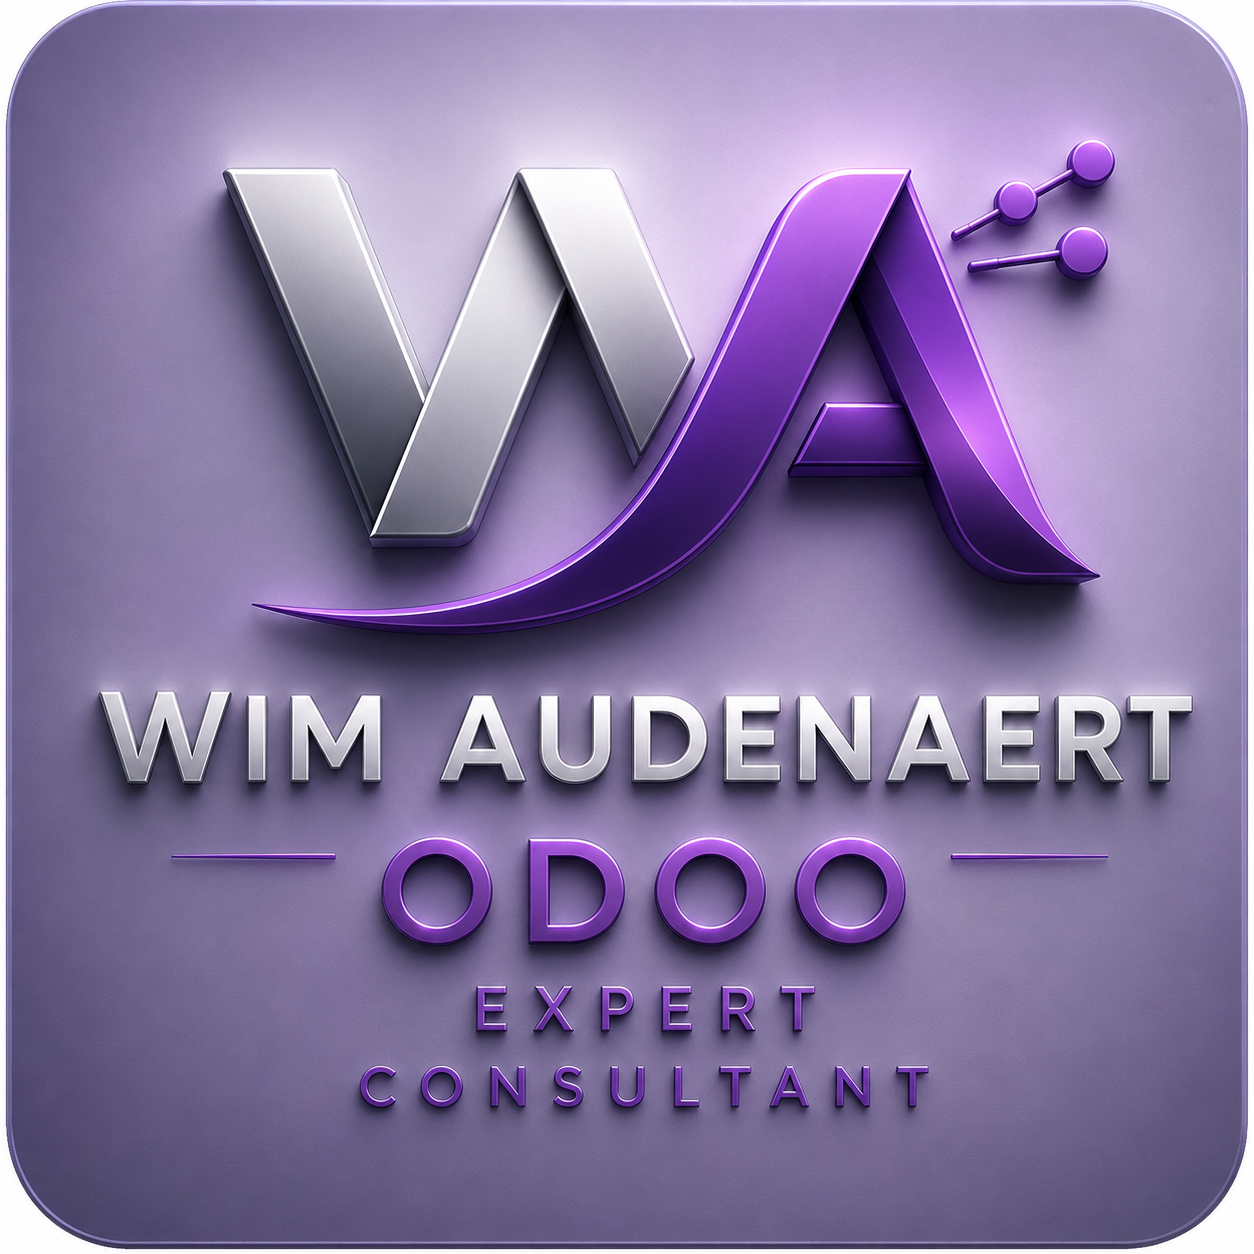 WA
WIM AUDENAERT
ODOO
EXPERT
CONSULTANT